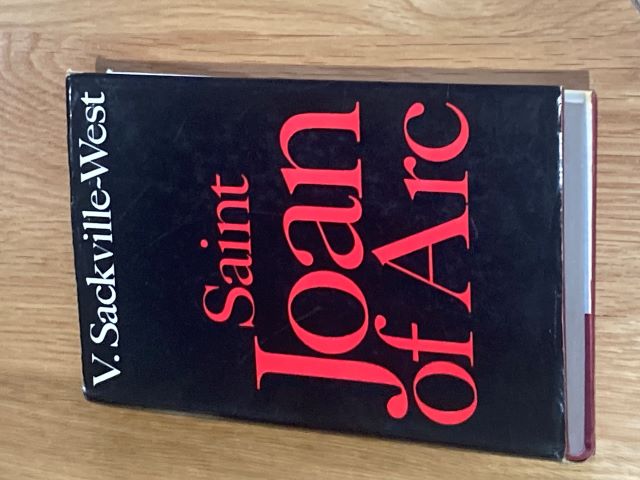 V. Sackville-West
Saint
Joan
of Arc